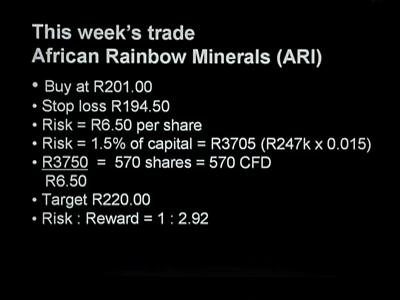 This week's trade
African Rainbow Minerals (ARI)
• Buy at R201.00
• Stop loss R194.50
• Risk = R6.50 per share
• Risk = 1.5% of capital = R3705 (R247k x 0.015)
• R3750 = 570 shares = 570 CFD
R6.50
• Target R220.00
• Risk : Reward = 1 : 2.92